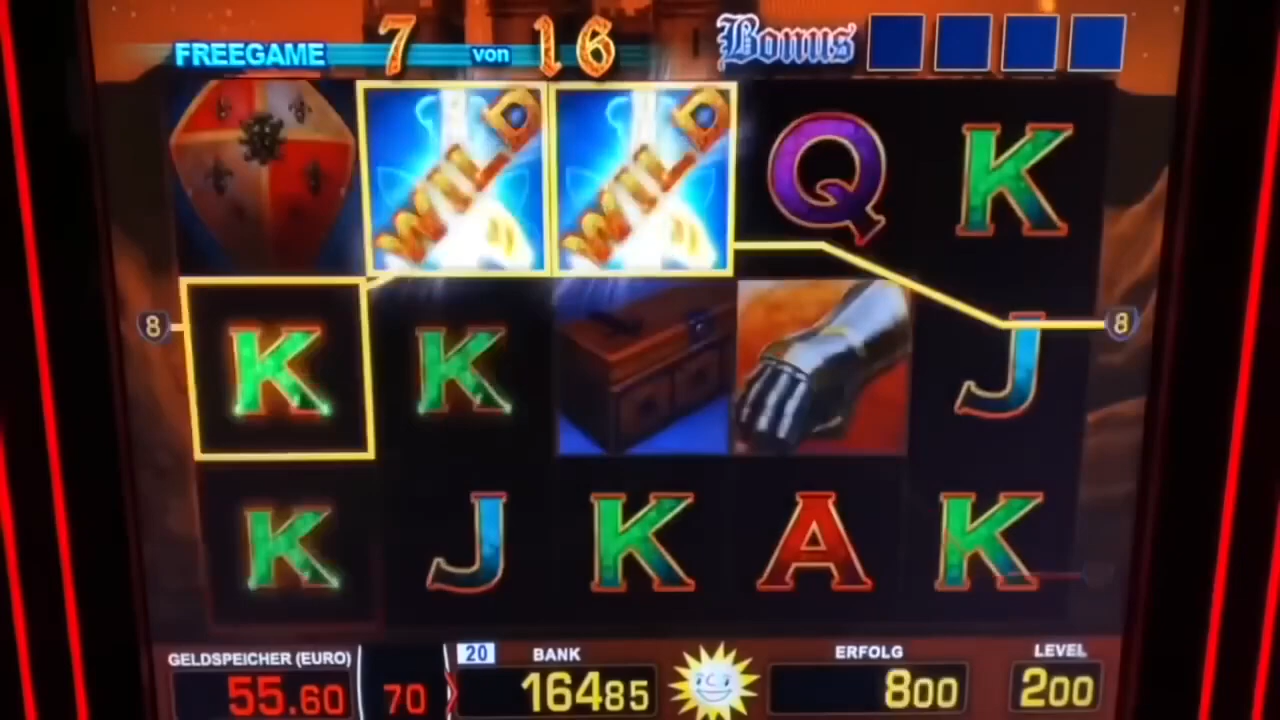 FREEGAME 7 von 16 Bonus
WILD WILD Q K
8 K K J 8
K J K A K
GELDSPEICHER (EURO) 20 BANK ERFOLG LEVEL
55.60 70 16485 800 200